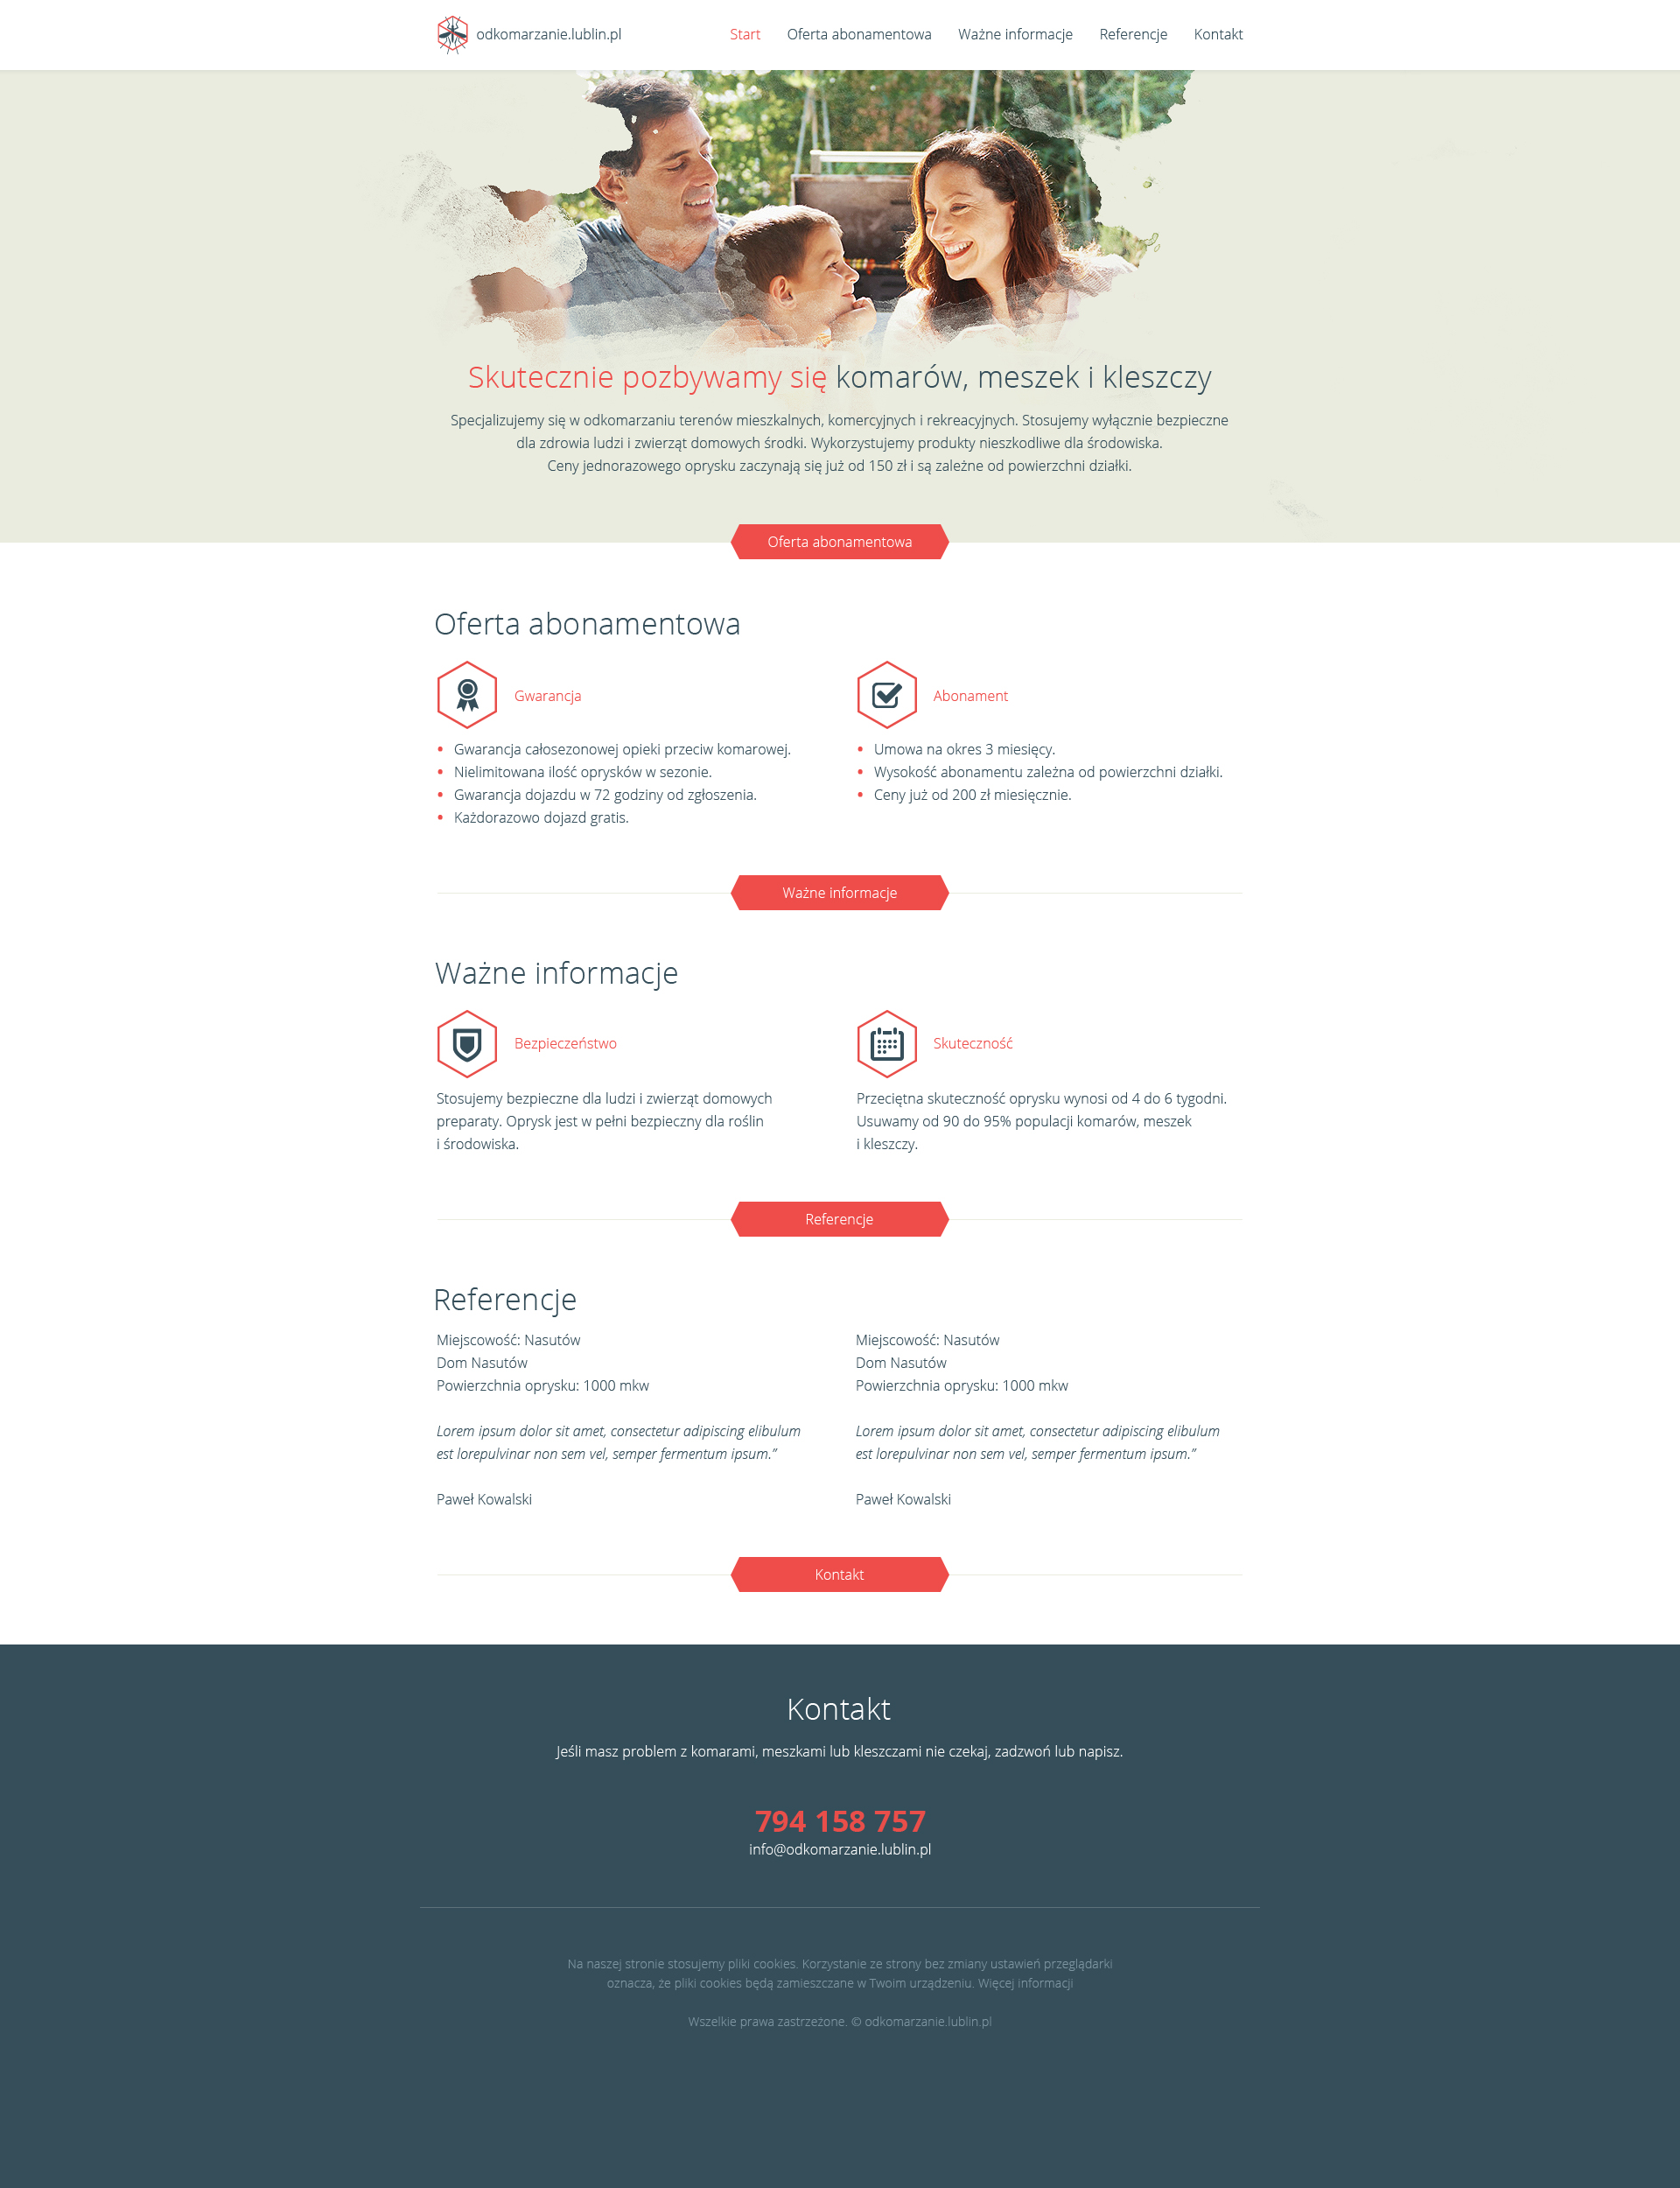 odkomarzanie.lublin.pl
Start Oferta abonamentowa Ważne informacje Referencje Kontakt
Skutecznie pozbywamy się komarów, meszek i kleszczy
Specjalizujemy się w odkomarzaniu terenów mieszkalnych, komercyjnych i rekreacyjnych. Stosujemy wyłącznie bezpieczne
dla zdrowia ludzi i zwierząt domowych środki. Wykorzystujemy produkty nieszkodliwe dla środowiska.
Ceny jednorazowego oprysku zaczynają się już od 150 zł i są zależne od powierzchni działki.
Oferta abonamentowa
Oferta abonamentowa
Gwarancja
Gwarancja całosezonowej opieki przeciw komarowej.
Nielimitowana ilość oprysków w sezonie.
Gwarancja dojazdu w 72 godziny od zgłoszenia.
Każdorazowo dojazd gratis.
Abonament
Umowa na okres 3 miesięcy.
Wysokość abonamentu zależna od powierzchni działki.
Ceny już od 200 zł miesięcznie.
Ważne informacje
Ważne informacje
Bezpieczeństwo
Stosujemy bezpieczne dla ludzi i zwierząt domowych
preparaty. Oprysk jest w pełni bezpieczny dla roślin
i środowiska.
Skuteczność
Przeciętna skuteczność oprysku wynosi od 4 do 6 tygodni.
Usuwamy od 90 do 95% populacji komarów, meszek
i kleszczy.
Referencje
Referencje
Miejscowość: Nasutów
Dom Nasutów
Powierzchnia oprysku: 1000 mkw
Lorem ipsum dolor sit amet, consectetur adipiscing elibulum
est lorepulvinar non sem vel, semper fermentum ipsum.”
Paweł Kowalski
Miejscowość: Nasutów
Dom Nasutów
Powierzchnia oprysku: 1000 mkw
Lorem ipsum dolor sit amet, consectetur adipiscing elibulum
est lorepulvinar non sem vel, semper fermentum ipsum.”
Paweł Kowalski
Kontakt
Kontakt
Jeśli masz problem z komarami, meszkami lub kleszczami nie czekaj, zadzwoń lub napisz.
794 158 757
info@odkomarzanie.lublin.pl
Na naszej stronie stosujemy pliki cookies. Korzystanie ze strony bez zmiany ustawień przeglądarki
oznacza, że pliki cookies będą zamieszczane w Twoim urządzeniu. Więcej informacji
Wszelkie prawa zastrzeżone. © odkomarzanie.lublin.pl